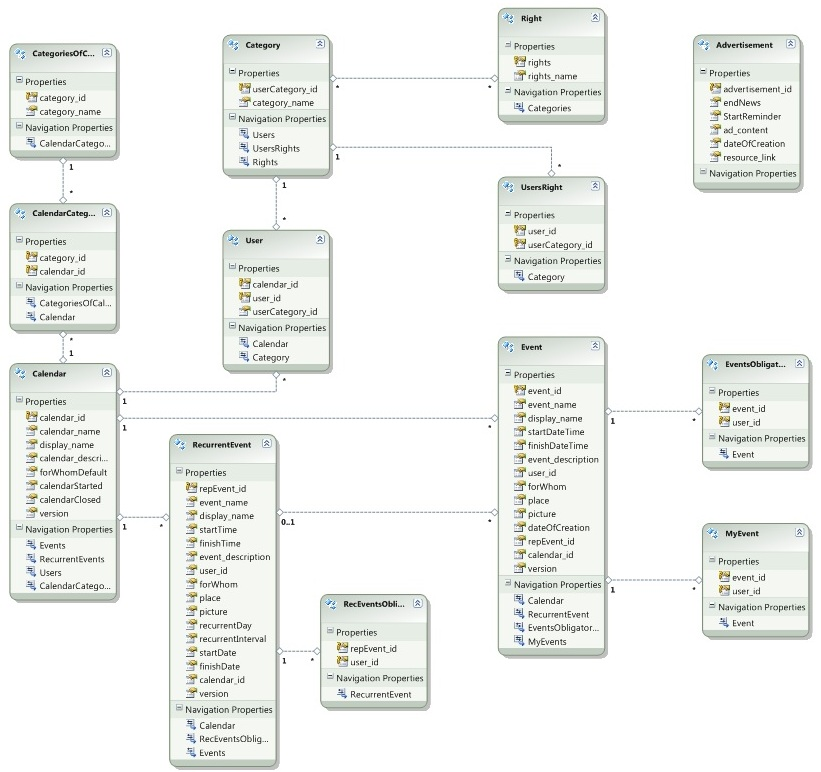 CategoriesOfC...
Properties
category_id
category_name
Navigation Properties
CalendarCatego...
1
*
CalendarCateg...
Properties
category_id
calendar_id
Navigation Properties
CategoriesOfCal...
Calendar
*
1
Calendar
Properties
calendar_id
calendar_name
display_name
calendar_descri...
forWhomDefault
calendarStarted
calendarClosed
version
Navigation Properties
Events
RecurrentEvents
Users
CalendarCatego...
1
1
1
*
Category
Properties
userCategory_id
category_name
Navigation Properties
Users
UsersRights
Rights
*
*
1
*
1
*
User
Properties
calendar_id
user_id
userCategory_id
Navigation Properties
Calendar
Category
*
RecurrentEvent
Properties
repEvent_id
event_name
display_name
startTime
finishTime
event_description
user_id
forWhom
place
picture
recurrentDay
recurrentInterval
startDate
finishDate
calendar_id
version
Navigation Properties
Calendar
RecEventsOblig...
Events
0..1
*
1
*
RecEventsObli...
Properties
repEvent_id
user_id
Navigation Properties
RecurrentEvent
Right
Properties
rights
rights_name
Navigation Properties
Categories
UsersRight
Properties
user_id
userCategory_id
Navigation Properties
Category
Event
Properties
event_id
event_name
display_name
startDateTime
finishDateTime
event_description
user_id
forWhom
place
picture
dateOfCreation
repEvent_id
calendar_id
version
Navigation Properties
Calendar
RecurrentEvent
EventsObligator...
MyEvents
*
1
*
1
*
Advertisement
Properties
advertisement_id
endNews
StartReminder
ad_content
dateOfCreation
resource_link
Navigation Properties
EventsObligat...
Properties
event_id
user_id
Navigation Properties
Event
MyEvent
Properties
event_id
user_id
Navigation Properties
Event